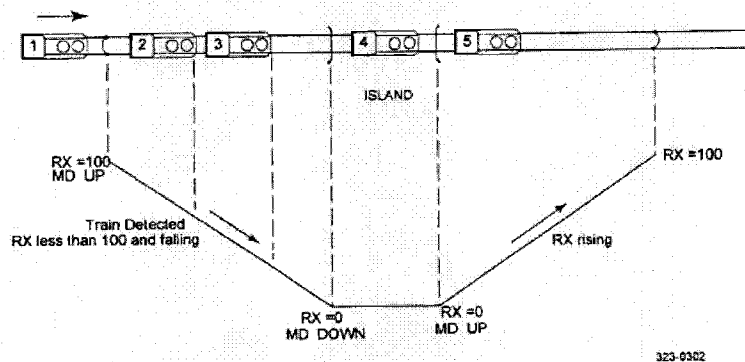 1
2
3
4
5
ISLAND
RX =100
MD UP
RX =100
Train Detected
RX less than 100 and falling
RX rising
RX =0
MD DOWN
RX =0
MD UP
323-9302